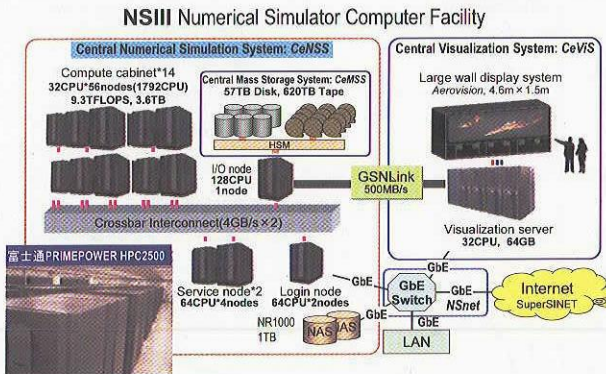 NSIII Numerical Simulator Computer Facility
Central Numerical Simulation System: CeNSS
Compute cabinet*14
32CPU*56nodes(1792CPU)
9.3TFLOPS, 3.6TB
Central Mass Storage System: CeMSS
57TB Disk, 620TB Tape
HSM
I/O node
128CPU
1node
Crossbar Interconnect(4GB/s×2)
富士通PRIMEPOWER HPC2500
Service node*2
64CPU*4nodes
Login node
64CPU*2nodes
NR1000
1TB
NAS
NAS
GSNLink
500MB/s
Central Visualization System: CeViS
Large wall display system
Aerovision, 4.6m×1.5m
Visualization server
32CPU, 64GB
GbE
GbE
GbE
Switch
GbE
NSnet
GbE
GbE
LAN
Internet
SuperSINET